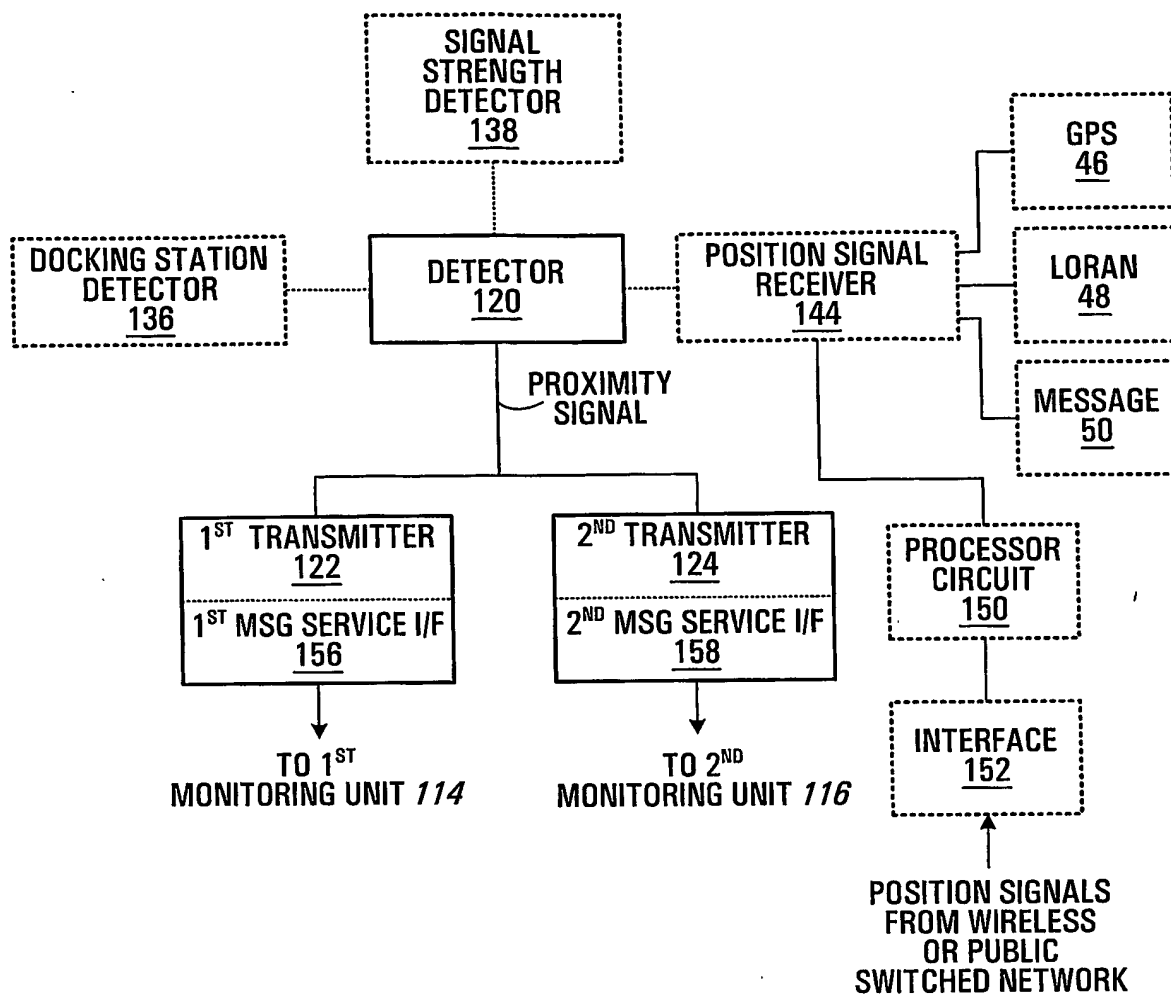 SIGNAL
STRENGTH
DETECTOR
138
GPS
46
DOCKING STATION
DETECTOR
136
DETECTOR
120
POSITION SIGNAL
RECEIVER
144
LORAN
48
PROXIMITY
SIGNAL
MESSAGE
50
1ST TRANSMITTER
122
1ST MSG SERVICE I/F
156
2ND TRANSMITTER
124
2ND MSG SERVICE I/F
158
PROCESSOR
CIRCUIT
150
TO 1ST
MONITORING UNIT 114
TO 2ND
MONITORING UNIT 116
INTERFACE
152
POSITION SIGNALS
FROM WIRELESS
OR PUBLIC
SWITCHED NETWORK